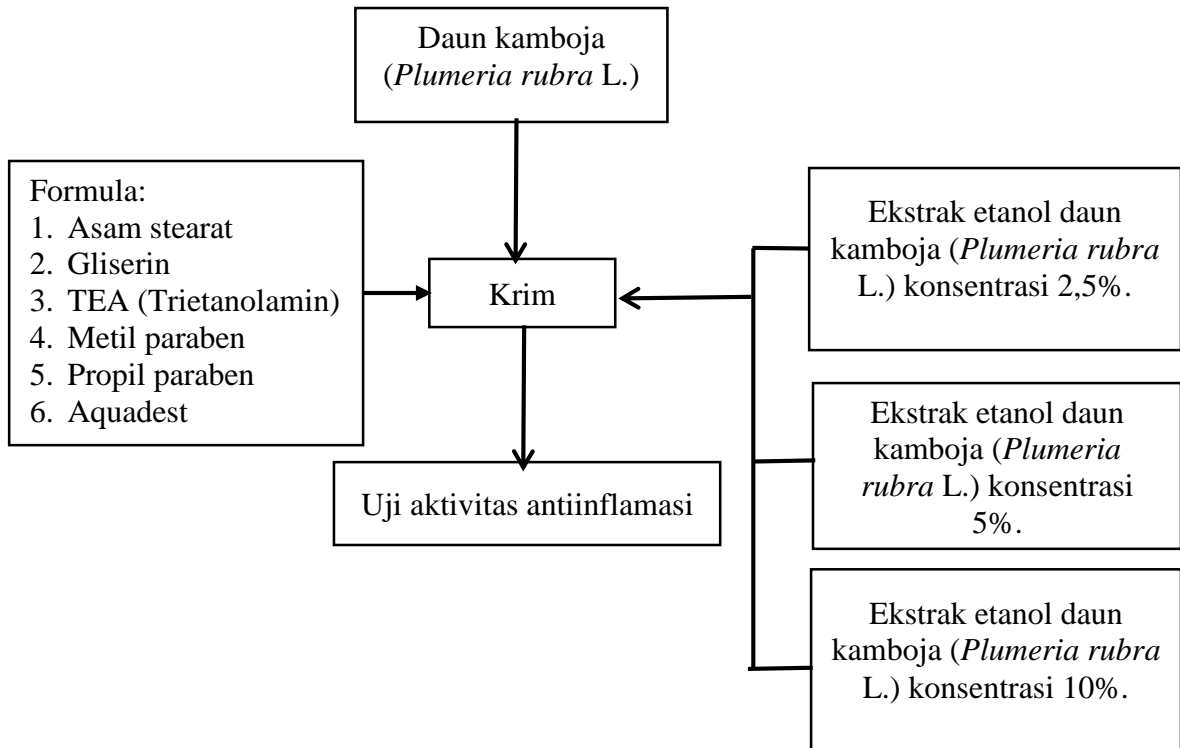 Daun kamboja
(Plumeria rubra L.)
Formula:
1. Asam stearat
2. Gliserin
3. TEA (Trietanolamin)
4. Metil paraben
5. Propil paraben
6. Aquadest
Krim
Uji aktivitas antiinflamasi
Ekstrak etanol daun
kamboja (Plumeria rubra
L.) konsentrasi 2,5%.
Ekstrak etanol daun
kamboja (Plumeria
rubra L.) konsentrasi
5%.
Ekstrak etanol daun
kamboja (Plumeria rubra
L.) konsentrasi 10%.